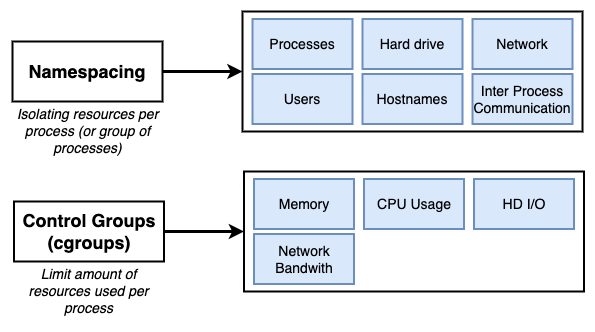 Namespacing
Isolating resources per
process (or group of
processes)
Processes
Hard drive
Network
Users
Hostnames
Inter Process
Communication
Control Groups
(cgroups)
Limit amount of
resources used per
process
Memory
CPU Usage
HD I/O
Network
Bandwith